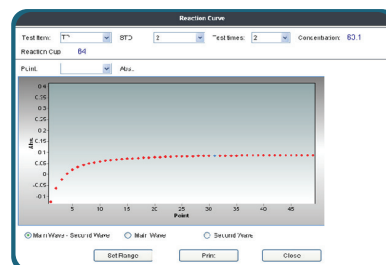 Reaction Curve
Test Item: STD 2 Test times: 2 Concentration: 60.1
Reaction Cup 64
Point: Abs.
0.4
0.35
0.3
0.25
0.2
0.15
0.1
0.05
0
-0.05
-0.1
Abs.
5 10 15 20 25 30 35 40 45
Point
Main Wave - Second Wave Main Wave Second Wave
Set Range Print Close